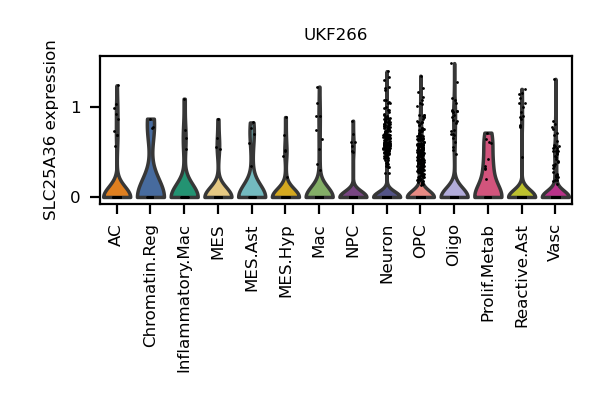 UKF266
SLC25A36 expression
1
0
AC
Chromatin.Reg
Inflammatory.Mac
MES
MES.Ast
MES.Hyp
Mac
NPC
Neuron
OPC
Oligo
Prolif.Metab
Reactive.Ast
Vasc